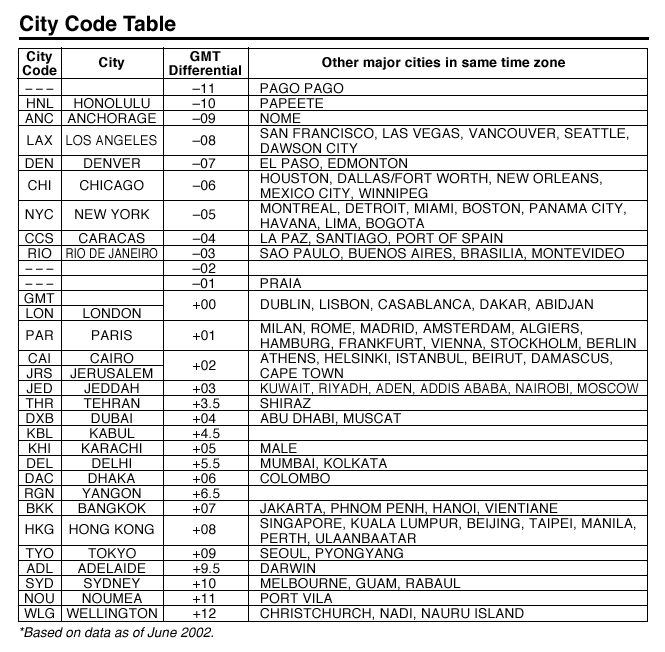 City Code Table
City Code City GMT Differential Other major cities in same time zone
– – – –11 PAGO PAGO
HNL HONOLULU –10 PAPEETE
ANC ANCHORAGE –09 NOME
LAX LOS ANGELES –08 SAN FRANCISCO, LAS VEGAS, VANCOUVER, SEATTLE,
DAWSON CITY
DEN DENVER –07 EL PASO, EDMONTON
CHI CHICAGO –06 HOUSTON, DALLAS/FORT WORTH, NEW ORLEANS,
MEXICO CITY, WINNIPEG
NYC NEW YORK –05 MONTREAL, DETROIT, MIAMI, BOSTON, PANAMA CITY,
HAVANA, LIMA, BOGOTA
CCS CARACAS –04 LA PAZ, SANTIAGO, PORT OF SPAIN
RIO RIO DE JANEIRO –03 SAO PAULO, BUENOS AIRES, BRASILIA, MONTEVIDEO
– – – –02
– – – –01 PRAIA
GMT +00 DUBLIN, LISBON, CASABLANCA, DAKAR, ABIDJAN
LON LONDON
PAR PARIS +01 MILAN, ROME, MADRID, AMSTERDAM, ALGIERS,
HAMBURG, FRANKFURT, VIENNA, STOCKHOLM, BERLIN
CAI CAIRO +02 ATHENS, HELSINKI, ISTANBUL, BEIRUT, DAMASCUS,
JRS JERUSALEM CAPE TOWN
JED JEDDAH +03 KUWAIT, RIYADH, ADEN, ADDIS ABABA, NAIROBI, MOSCOW
THR TEHRAN +3.5 SHIRAZ
DXB DUBAI +04 ABU DHABI, MUSCAT
KBL KABUL +4.5
KHI KARACHI +05 MALE
DEL DELHI +5.5 MUMBAI, KOLKATA
DAC DHAKA +06 COLOMBO
RGN YANGON +6.5
BKK BANGKOK +07 JAKARTA, PHNOM PENH, HANOI, VIENTIANE
HKG HONG KONG +08 SINGAPORE, KUALA LUMPUR, BEIJING, TAIPEI, MANILA,
PERTH, ULAANBAATAR
TYO TOKYO +09 SEOUL, PYONGYANG
ADL ADELAIDE +9.5 DARWIN
SYD SYDNEY +10 MELBOURNE, GUAM, RABAUL
NOU NOUMEA +11 PORT VILA
WLG WELLINGTON +12 CHRISTCHURCH, NADI, NAURU ISLAND
*Based on data as of June 2002.